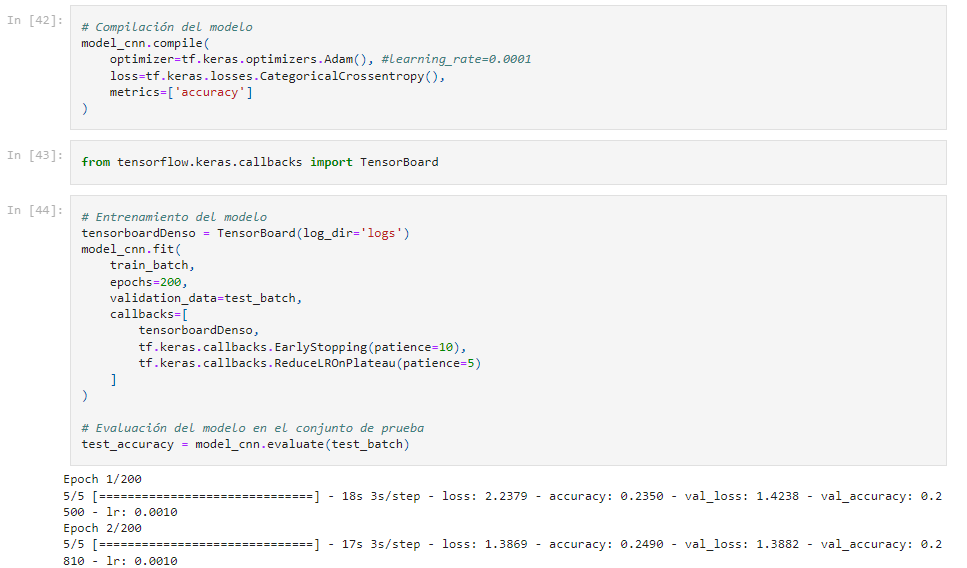 In [42]:
# Compilación del modelo
model_cnn.compile(
    optimizer=tf.keras.optimizers.Adam(), #learning_rate=0.0001
    loss=tf.keras.losses.CategoricalCrossentropy(),
    metrics=['accuracy']
)
In [43]:
from tensorflow.keras.callbacks import TensorBoard
In [44]:
# Entrenamiento del modelo
tensorboardDenso = TensorBoard(log_dir='logs')
model_cnn.fit(
    train_batch,
    epochs=200,
    validation_data=test_batch,
    callbacks=[
        tensorboardDenso,
        tf.keras.callbacks.EarlyStopping(patience=10),
        tf.keras.callbacks.ReduceLROnPlateau(patience=5)
    ]
)
# Evaluación del modelo en el conjunto de prueba
test_accuracy = model_cnn.evaluate(test_batch)
Epoch 1/200
5/5 [==============================] - 18s 3s/step - loss: 2.2379 - accuracy: 0.2350 - val_loss: 1.4238 - val_accuracy: 0.2
500 - lr: 0.0010
Epoch 2/200
5/5 [==============================] - 17s 3s/step - loss: 1.3869 - accuracy: 0.2490 - val_loss: 1.3882 - val_accuracy: 0.2
810 - lr: 0.0010